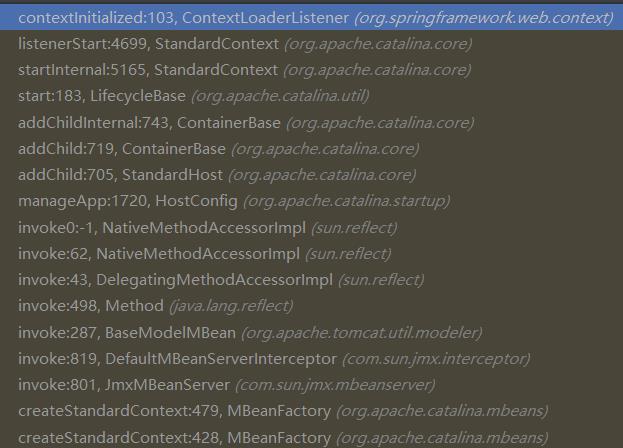 contextInitialized:103, ContextLoaderListener (org.springframework.web.context)
listenerStart:4699, StandardContext (org.apache.catalina.core)
startInternal:5165, StandardContext (org.apache.catalina.core)
start:183, LifecycleBase (org.apache.catalina.util)
addChildInternal:743, ContainerBase (org.apache.catalina.core)
addChild:719, ContainerBase (org.apache.catalina.core)
addChild:705, StandardHost (org.apache.catalina.core)
manageApp:1720, HostConfig (org.apache.catalina.startup)
invoke0:-1, NativeMethodAccessorImpl (sun.reflect)
invoke:62, NativeMethodAccessorImpl (sun.reflect)
invoke:43, DelegatingMethodAccessorImpl (sun.reflect)
invoke:498, Method (java.lang.reflect)
invoke:287, BaseModelMBean (org.apache.tomcat.util.modeler)
invoke:819, DefaultMBeanServerInterceptor (com.sun.jmx.interceptor)
invoke:801, JmxMBeanServer (com.sun.jmx.mbeanserver)
createStandardContext:479, MBeanFactory (org.apache.catalina.mbeans)
createStandardContext:428, MBeanFactory (org.apache.catalina.mbeans)